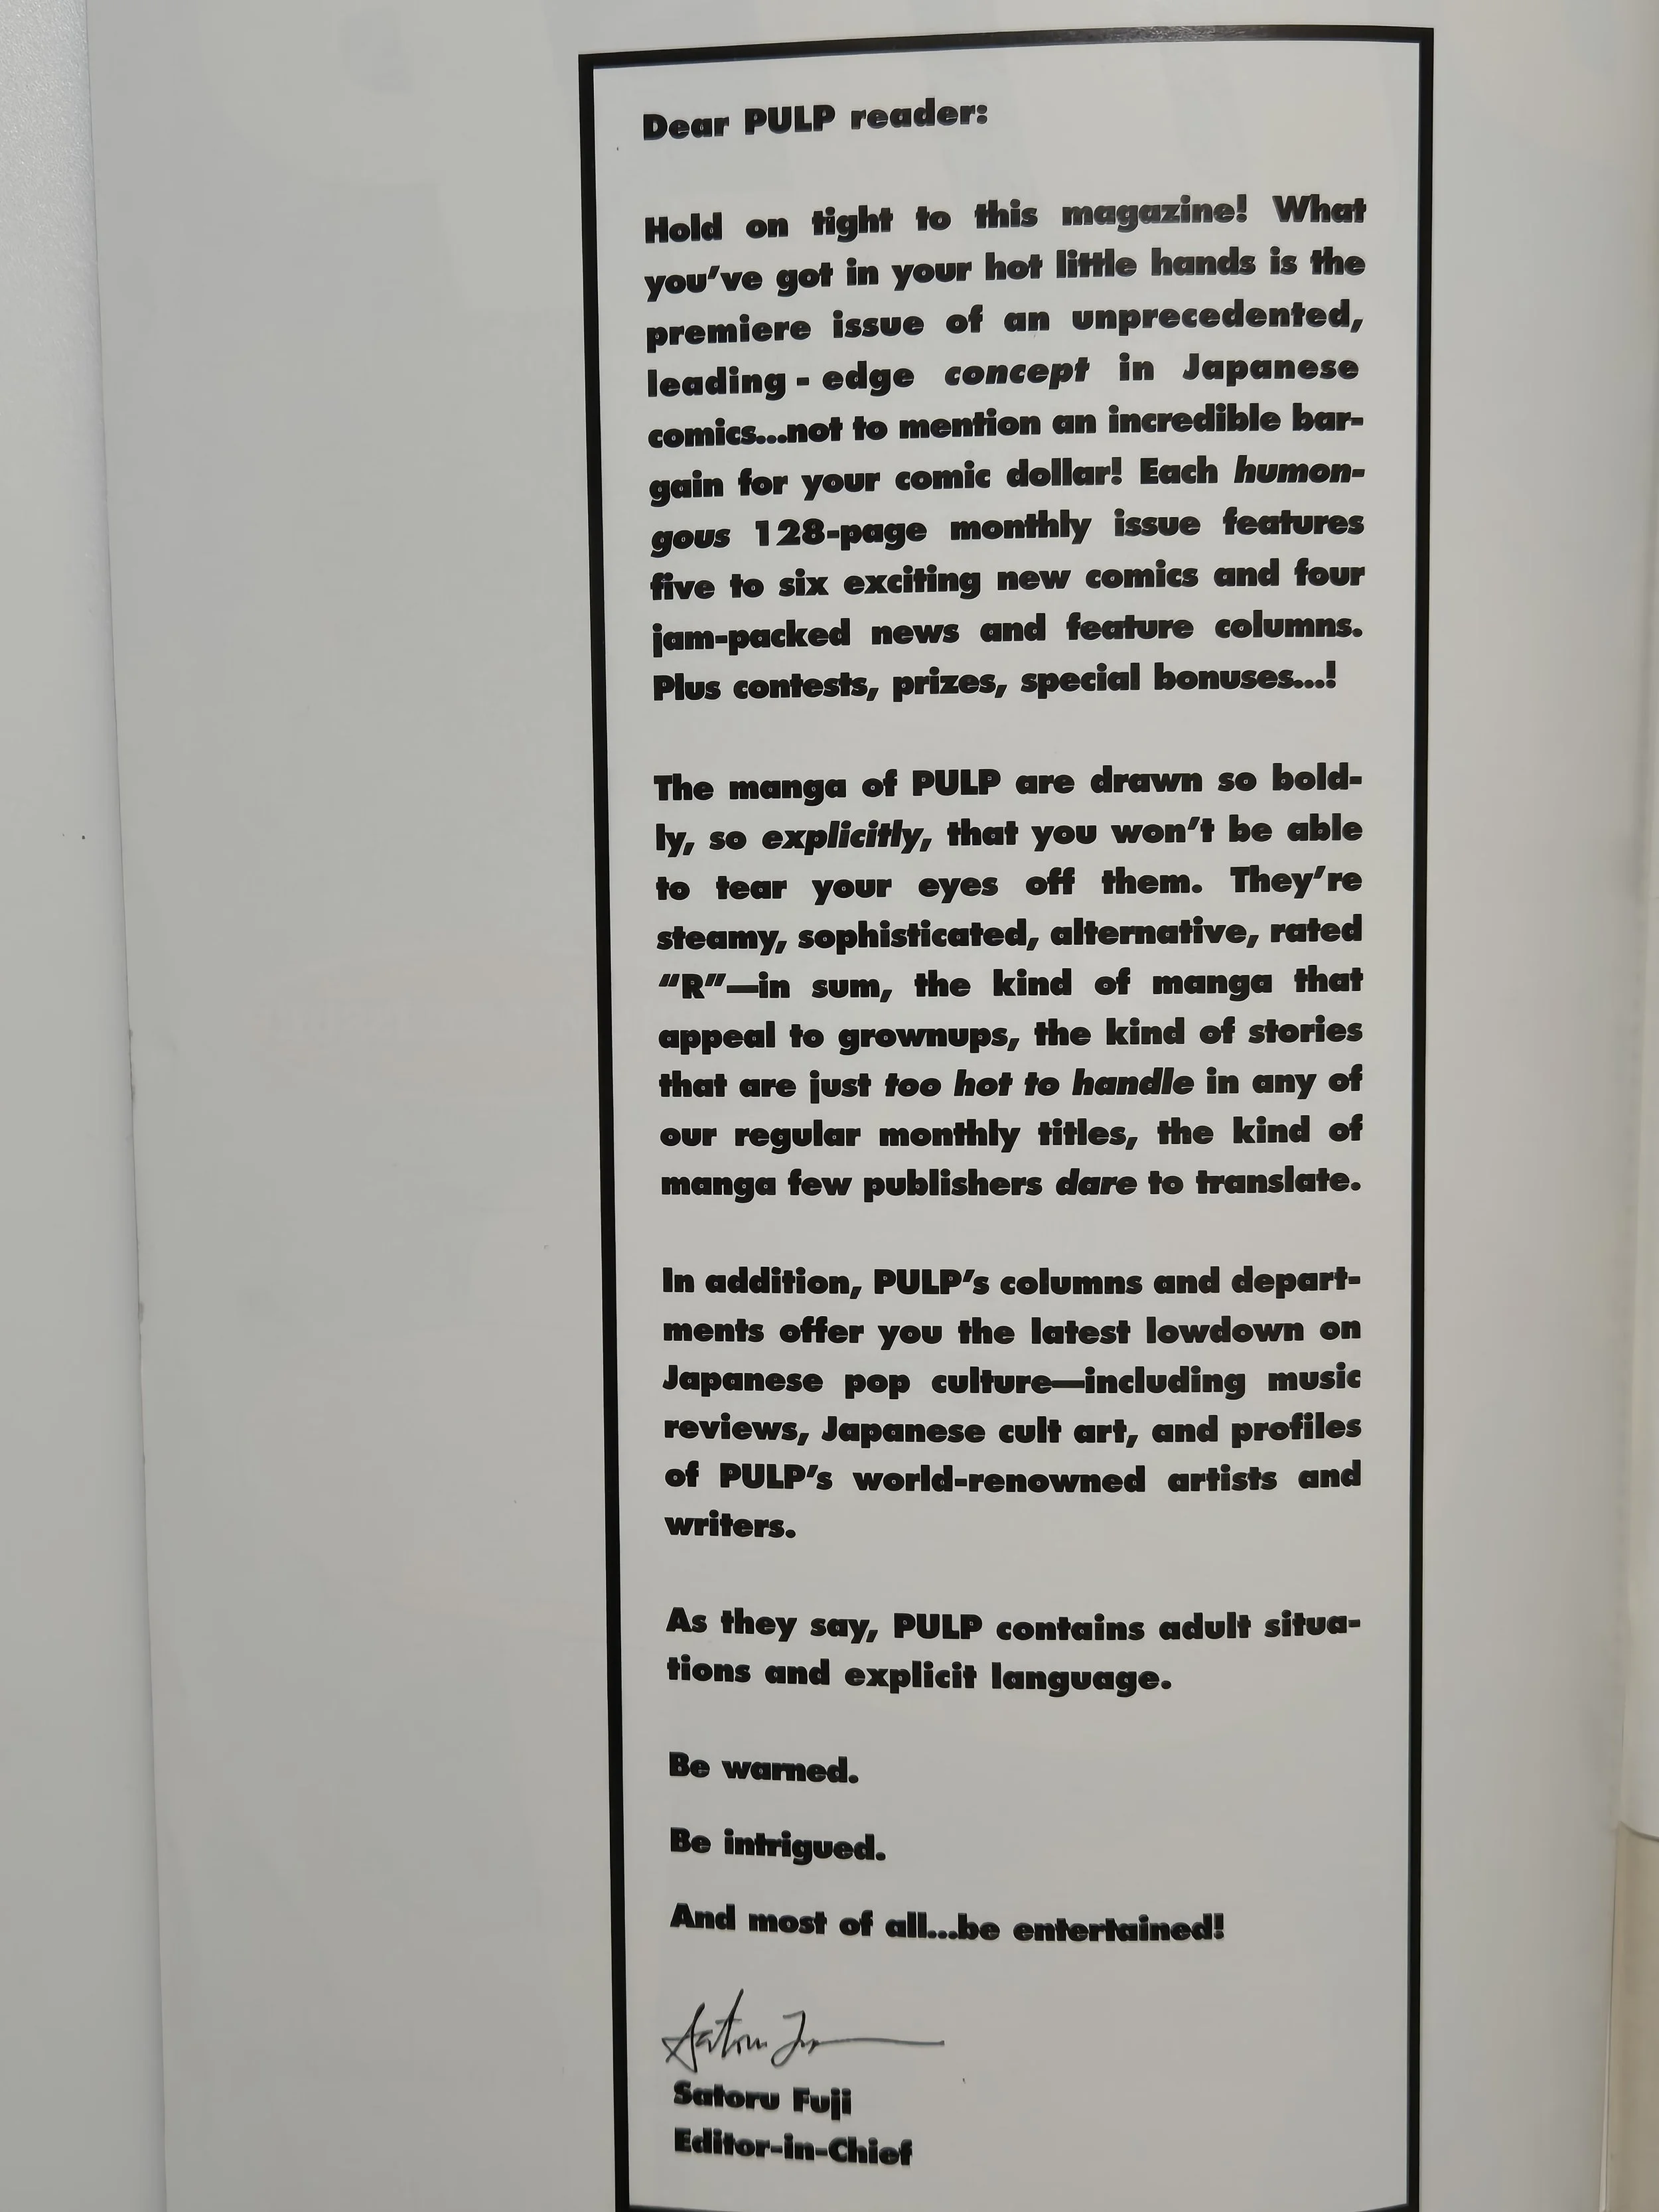 Dear PULP reader:
Hold on tight to this magazine! What
you've got in your hot little hands is the
premiere issue of an unprecedented,
leading - edge concept in Japanese
comics...not to mention an incredible bar-
gain for your comic dollar! Each humon-
gous 128-page monthly issue features
five to six exciting new comics and four
jam-packed news and feature columns.
Plus contests, prizes, special bonuses...!
The manga of PULP are drawn so bold-
ly, so explicitly, that you won't be able
to tear your eyes off them. They're
steamy, sophisticated, alternative, rated
"R"—in sum, the kind of manga that
appeal to grownups, the kind of stories
that are just too hot to handle in any of
our regular monthly titles, the kind of
manga few publishers dare to translate.
In addition, PULP's columns and depart-
ments offer you the latest lowdown on
Japanese pop culture—including music
reviews, Japanese cult art, and profiles
of PULP's world-renowned artists and
writers.
As they say, PULP contains adult situa-
tions and explicit language.
Be warned.
Be intrigued.
And most of all...be entertained!
Satoru Fuji
Editor-in-Chief